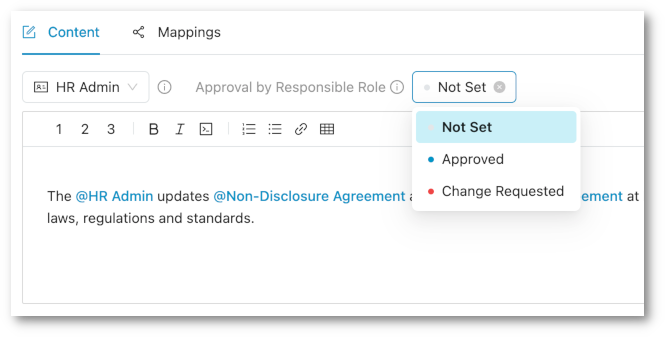 Content Mappings
HR Admin Approval by Responsible Role Not Set
1 2 3 B I
Not Set
Approved
Change Requested
The @HR Admin updates @Non-Disclosure Agreement a ement at
laws, regulations and standards.